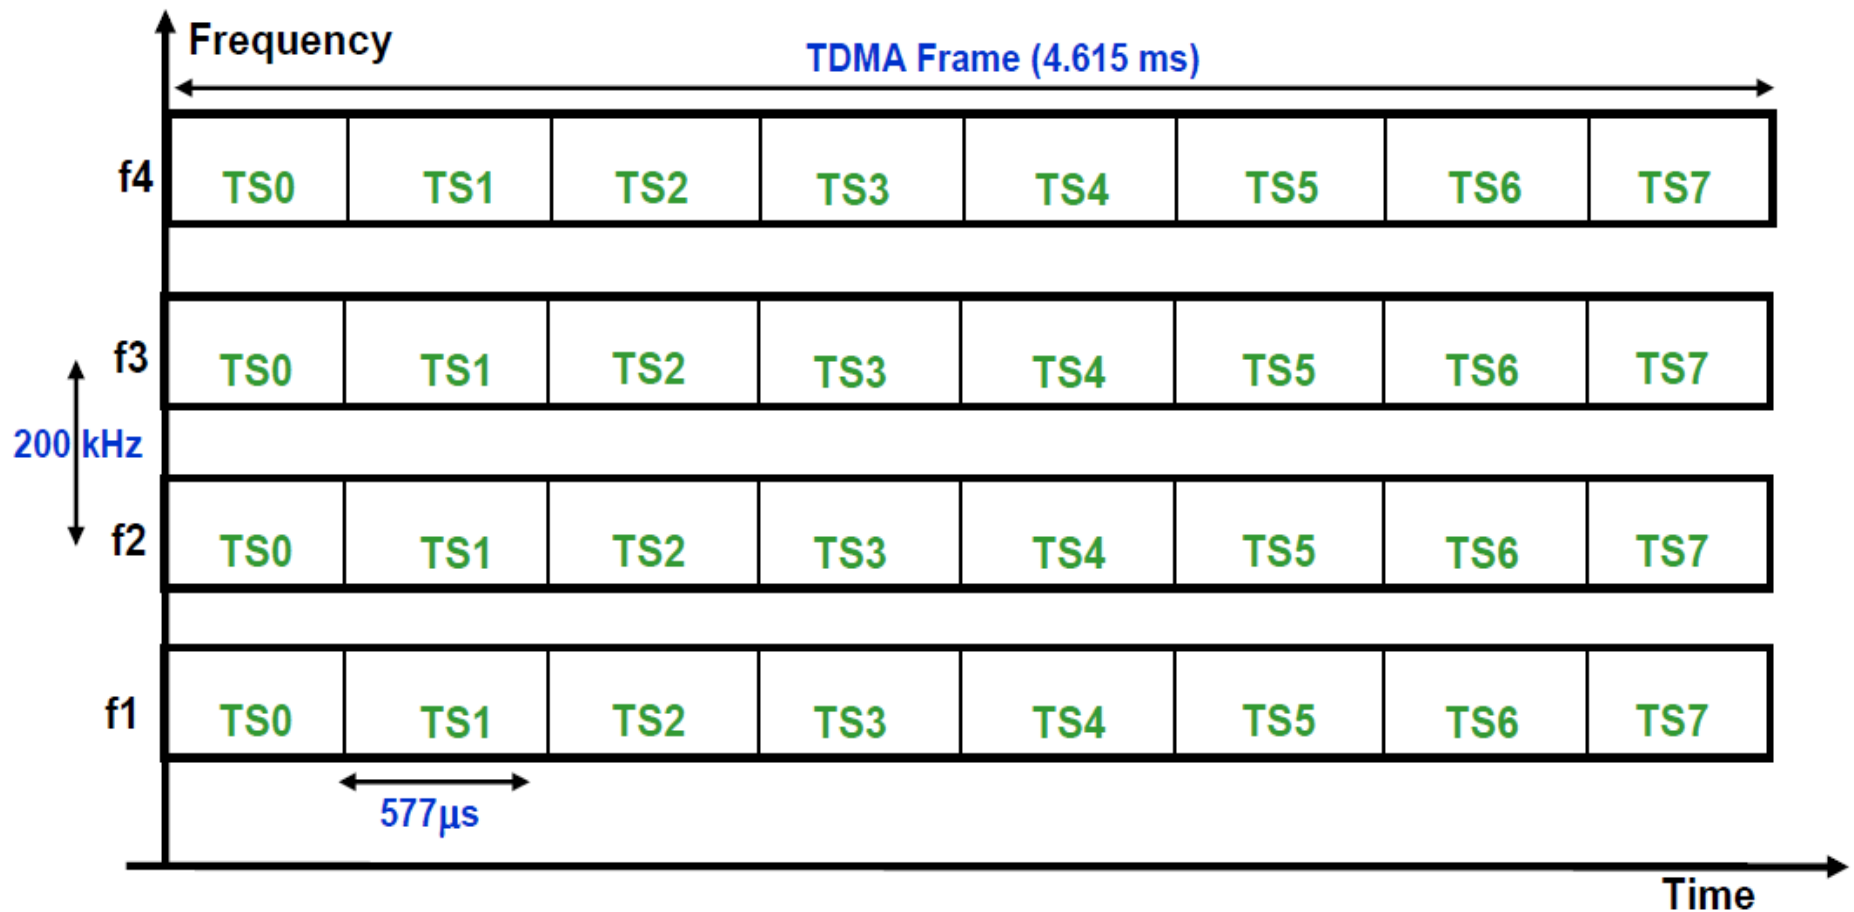 Frequency
TDMA Frame (4.615 ms)
f4 TS0 TS1 TS2 TS3 TS4 TS5 TS6 TS7
f3 TS0 TS1 TS2 TS3 TS4 TS5 TS6 TS7
200 kHz
f2 TS0 TS1 TS2 TS3 TS4 TS5 TS6 TS7
f1 TS0 TS1 TS2 TS3 TS4 TS5 TS6 TS7
577µs
Time